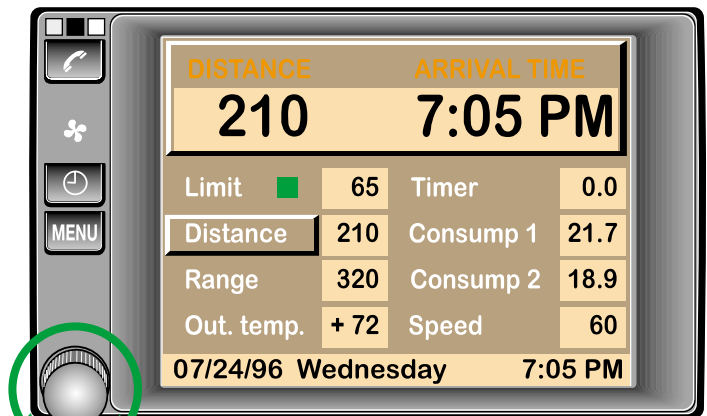 DISTANCE ARRIVAL TIME
210 7:05 PM
Limit 65 Timer 0.0
MENU Distance 210 Consump 1 21.7
Range 320 Consump 2 18.9
Out. temp. + 72 Speed 60
07/24/96 Wednesday 7:05 PM